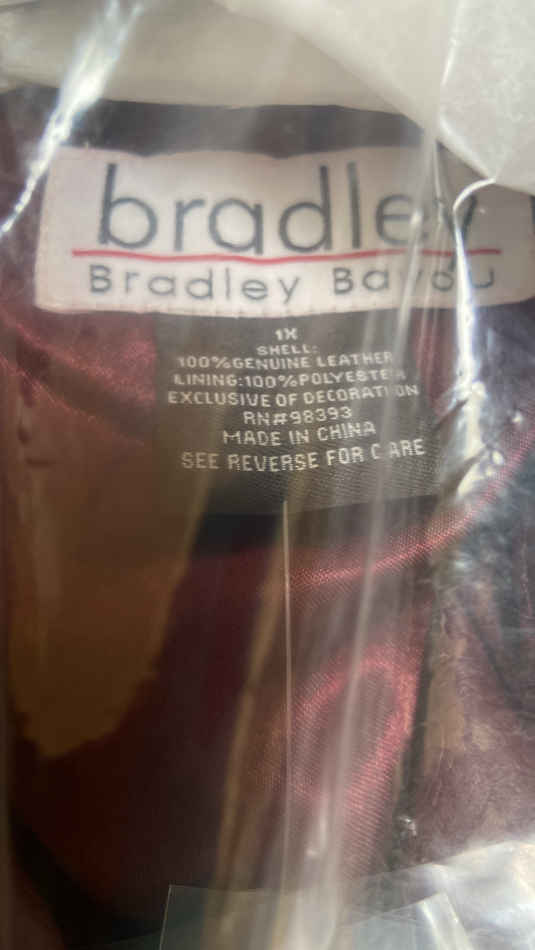 bradley
Bradley Bayou
1X
SHELL:
100%GENUINE LEATHER
LINING:100%POLYESTER
EXCLUSIVE OF DECORATION
RN#98393
MADE IN CHINA
SEE REVERSE FOR CARE